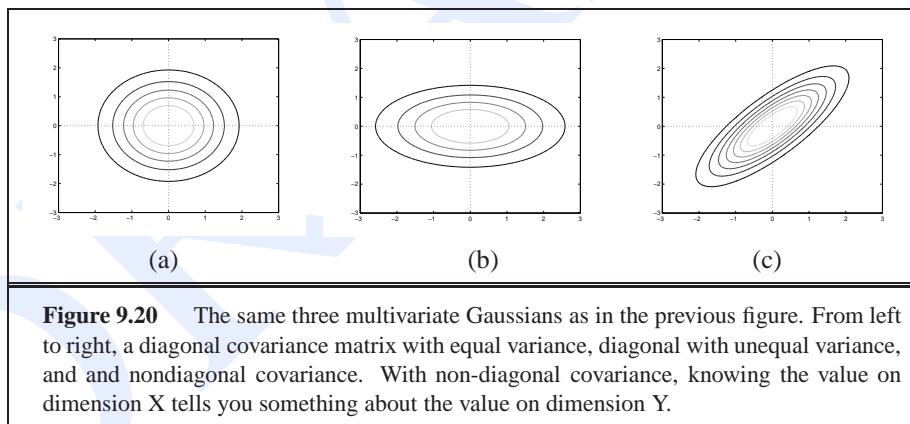 3
2
1
0
−1
−2
−3
−3 −2 −1 0 1 2 3
3
2
1
0
−1
−2
−3
−3 −2 −1 0 1 2 3
3
2
1
0
−1
−2
−3
−3 −2 −1 0 1 2 3
(a) (b) (c)
Figure 9.20 The same three multivariate Gaussians as in the previous figure. From left
to right, a diagonal covariance matrix with equal variance, diagonal with unequal variance,
and and nondiagonal covariance. With non-diagonal covariance, knowing the value on
dimension X tells you something about the value on dimension Y.